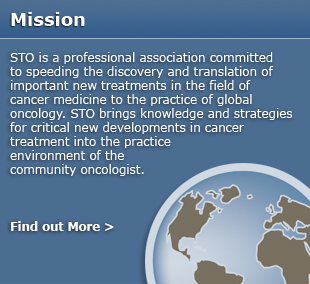 Mission
STO is a professional association committed
to speeding the discovery and translation of
important new treatments in the field of
cancer medicine to the practice of global
oncology. STO brings knowledge and strategies
for critical new developments in cancer
treatment into the practice
environment of the
community oncologist.
Find out More >